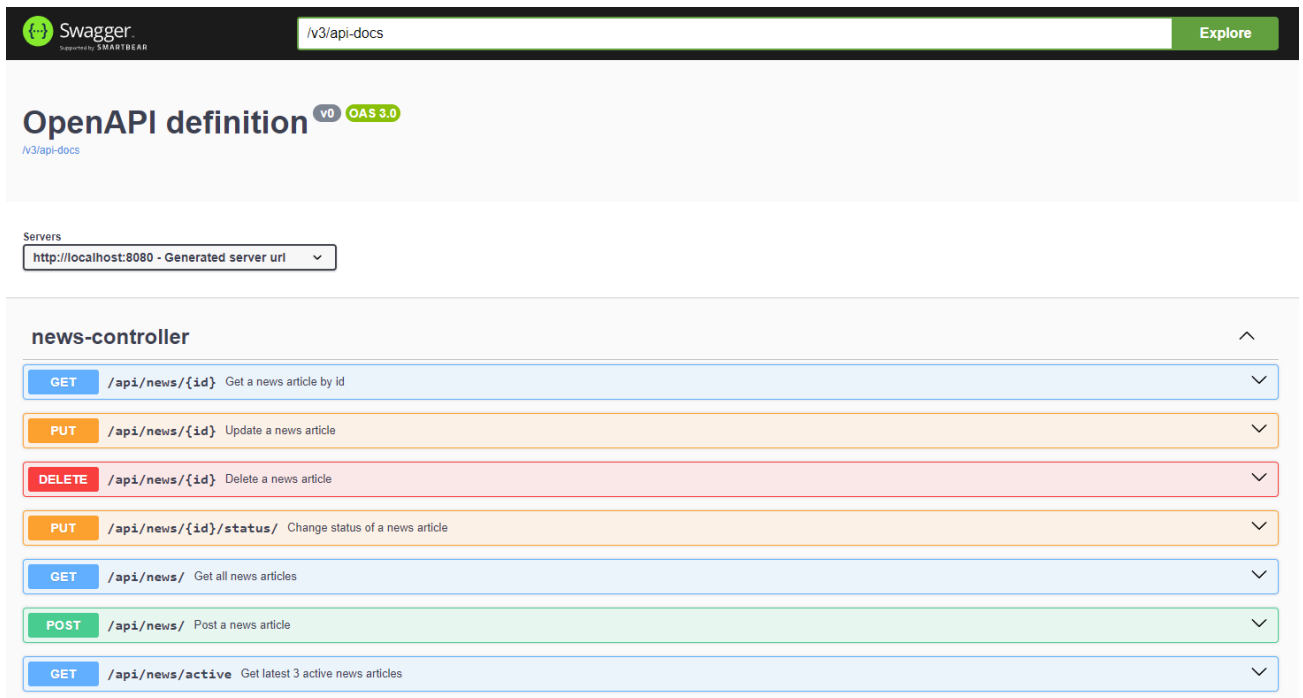 Swagger.
Supported by SMARTBEAR
/v3/api-docs
Explore
OpenAPI definition v0 OAS 3.0
/v3/api-docs
Servers
http://localhost:8080 - Generated server url
news-controller
GET /api/news/{id} Get a news article by id
PUT /api/news/{id} Update a news article
DELETE /api/news/{id} Delete a news article
PUT /api/news/{id}/status/ Change status of a news article
GET /api/news/ Get all news articles
POST /api/news/ Post a news article
GET /api/news/active Get latest 3 active news articles